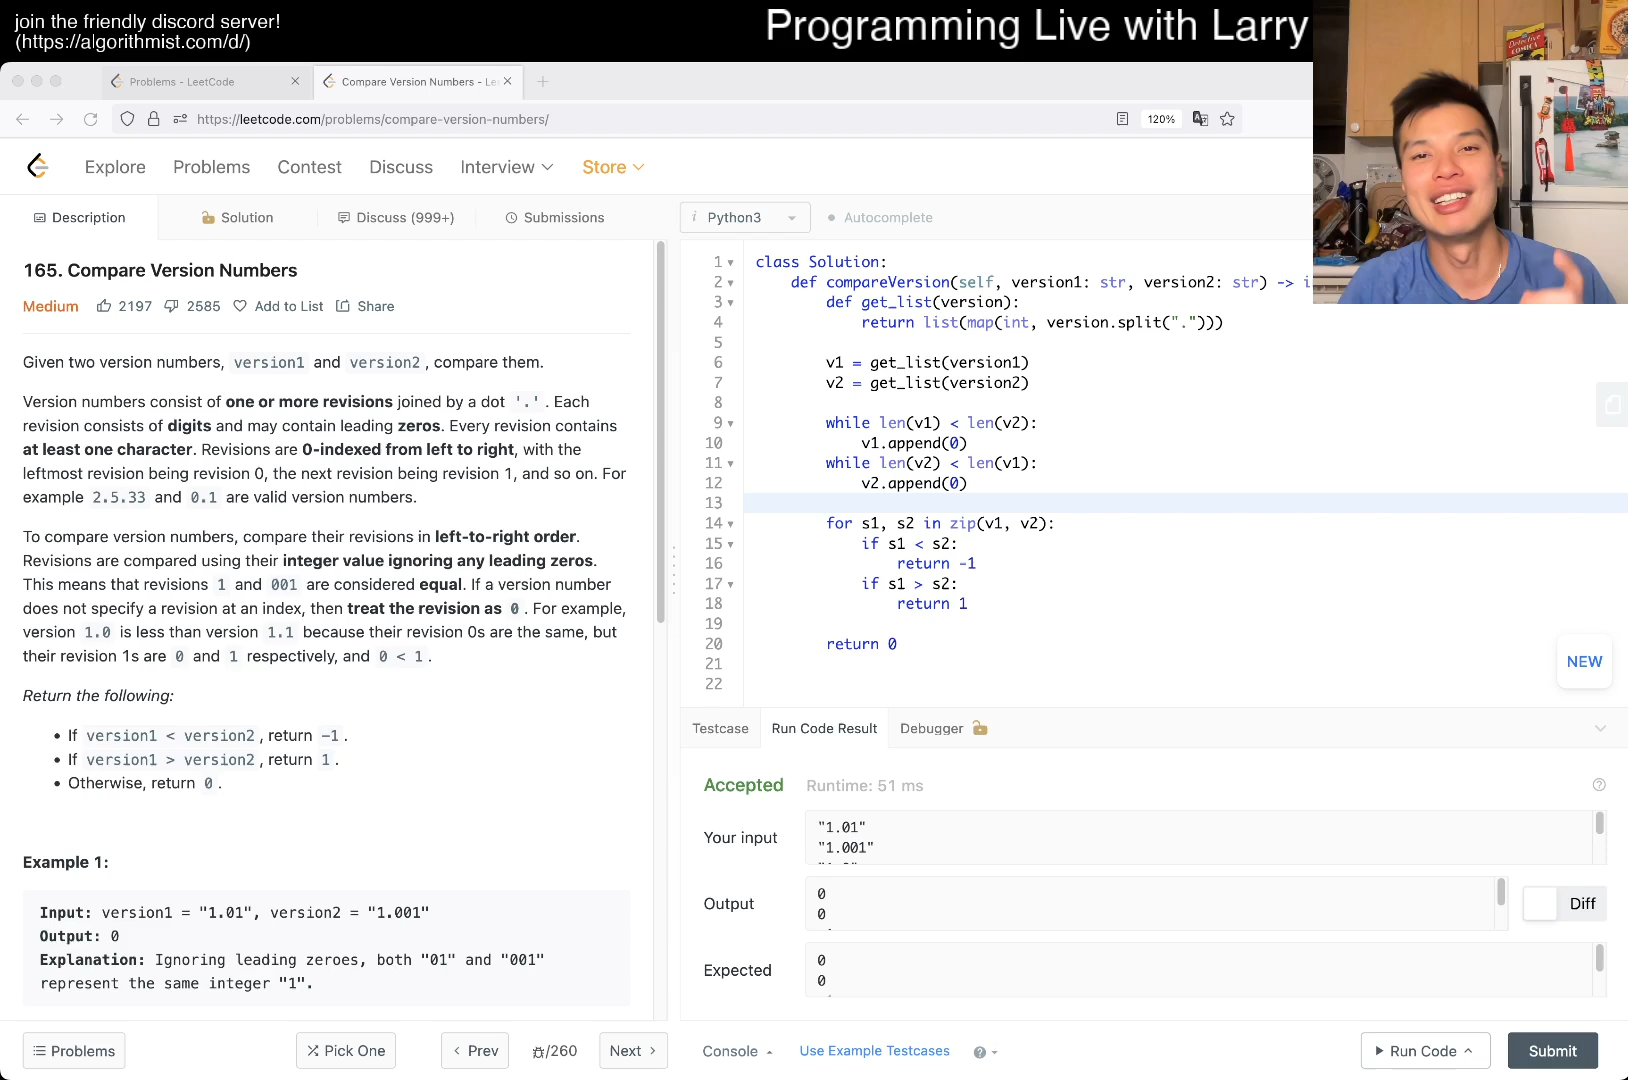 join the friendly discord server!
(https://algorithmist.com/d/)
Programming Live with Larry
Problems - LeetCode
Compare Version Numbers - Le
https://leetcode.com/problems/compare-version-numbers/
120%
Explore
Problems
Contest
Discuss
Interview
Store
Description
Solution
Discuss (999+)
Submissions
i Python3
Autocomplete
165. Compare Version Numbers
Medium 2197 2585 Add to List Share
Given two version numbers, version1 and version2, compare them.
Version numbers consist of one or more revisions joined by a dot '.'. Each
revision consists of digits and may contain leading zeros. Every revision contains
at least one character. Revisions are 0-indexed from left to right, with the
leftmost revision being revision 0, the next revision being revision 1, and so on. For
example 2.5.33 and 0.1 are valid version numbers.
To compare version numbers, compare their revisions in left-to-right order.
Revisions are compared using their integer value ignoring any leading zeros.
This means that revisions 1 and 001 are considered equal. If a version number
does not specify a revision at an index, then treat the revision as 0. For example,
version 1.0 is less than version 1.1 because their revision 0s are the same, but
their revision 1s are 0 and 1 respectively, and 0 < 1.
Return the following:
• If version1 < version2, return -1.
• If version1 > version2, return 1.
• Otherwise, return 0.
Example 1:
Input: version1 = "1.01", version2 = "1.001"
Output: 0
Explanation: Ignoring leading zeroes, both "01" and "001"
represent the same integer "1".
1 class Solution:
2 def compareVersion(self, version1: str, version2: str) -> i
3 def get_list(version):
4 return list(map(int, version.split(".")))
5
6 v1 = get_list(version1)
7 v2 = get_list(version2)
8
9 while len(v1) < len(v2):
10 v1.append(0)
11 while len(v2) < len(v1):
12 v2.append(0)
13
14 for s1, s2 in zip(v1, v2):
15 if s1 < s2:
16 return -1
17 if s1 > s2:
18 return 1
19
20 return 0
21
22
NEW
Testcase
Run Code Result
Debugger
Accepted Runtime: 51 ms
Your input
"1.01"
"1.001"
Output
0
0
Diff
Expected
0
0
Problems
Pick One
Prev
/260
Next
Console
Use Example Testcases
Run Code
Submit